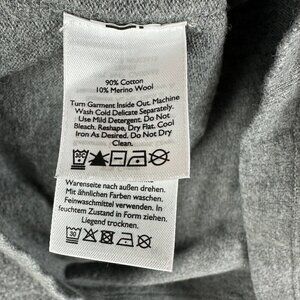 90% Cotton
10% Merino Wool
Turn Garment Inside Out. Machine
Wash Cold Delicate Separately.
Use Mild Detergent. Do Not
Bleach. Reshape, Dry Flat. Cool
Iron As Desired. Do Not Dry
Clean.
Warenseite nach außen drehen.
Mit ähnlichen Farben waschen.
Feinwaschmittel verwenden und in
feuchtem Zustand in Form ziehen.
Liegend trocknen.
30